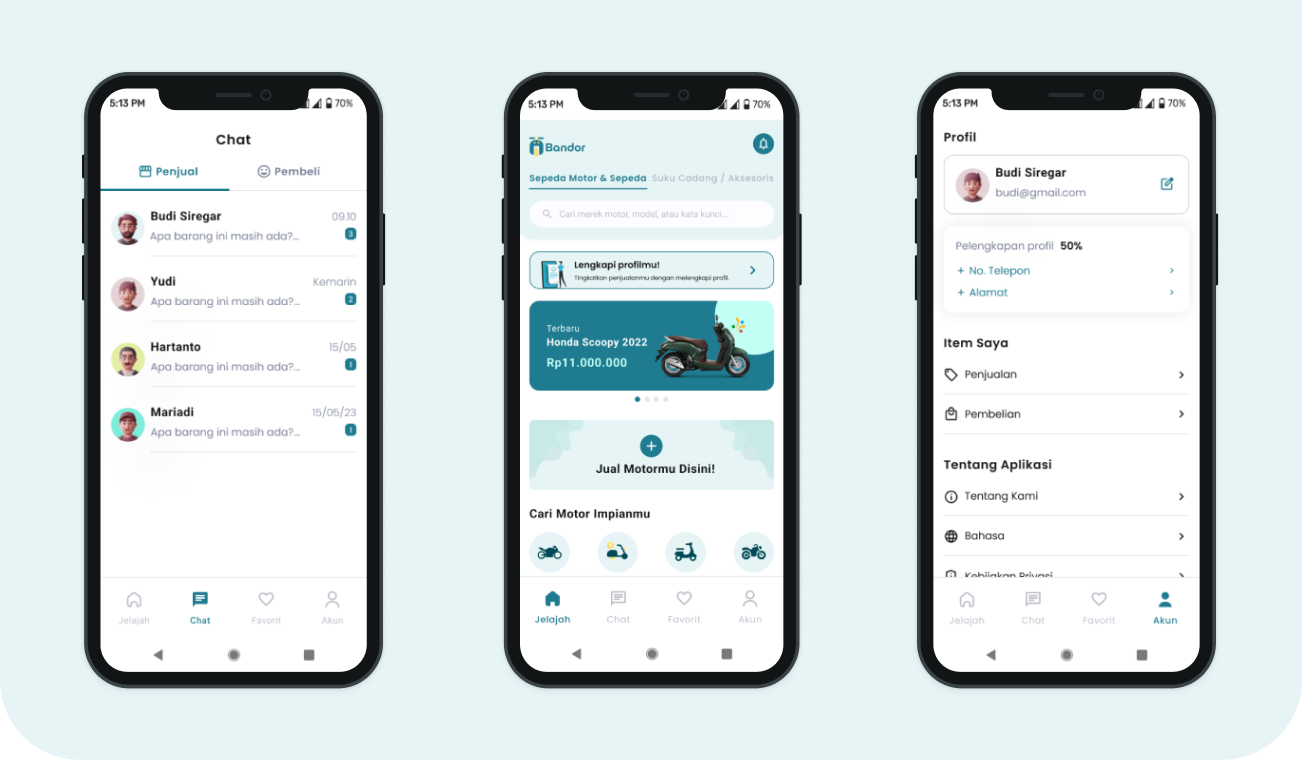 5:13 PM
70%
Chat
Penjual
Pembeli
Budi Siregar
09.10
Apa barang ini masih ada?...
3
Yudi
Kemarin
Apa barang ini masih ada?...
2
Hartanto
15/05
Apa barang ini masih ada?...
1
Mariadi
15/05/23
Apa barang ini masih ada?...
1
Jelajah
Chat
Favorit
Akun
5:13 PM
70%
Bandor
Sepeda Motor & Sepeda
Suku Cadang / Aksesoris
Cari merek motor, model, atau kata kunci...
Lengkapi profilmu!
Tingkatkan penjualanmu dengan melengkapi profil.
Terbaru
Honda Scoopy 2022
Rp11.000.000
Jual Motormu Disini!
Cari Motor Impianmu
Jelajah
Chat
Favorit
Akun
5:13 PM
70%
Profil
Budi Siregar
budi@gmail.com
Pelengkapan profil 50%
+ No. Telepon
+ Alamat
Item Saya
Penjualan
Pembelian
Tentang Aplikasi
Tentang Kami
Bahasa
Kebijakan Privasi
Jelajah
Chat
Favorit
Akun